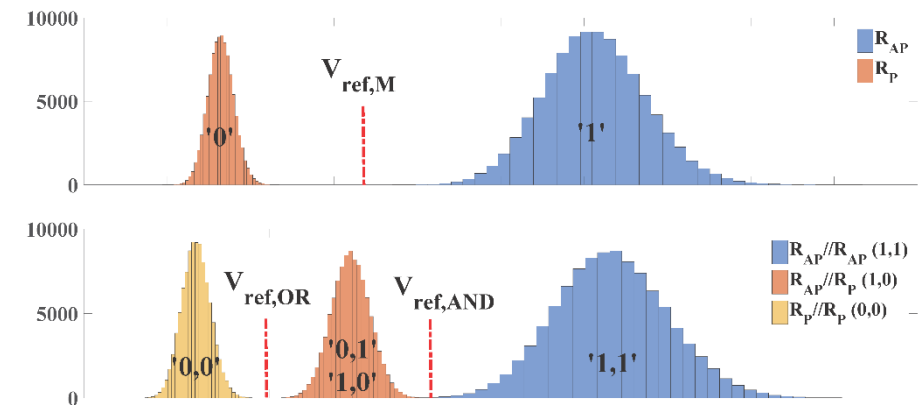 10000
5000
0
V ref,M
'0'
'1'
R AP
R P
10000
5000
0
V ref,OR
V ref,AND
'0,0'
'0,1'
'1,0'
'1,1'
R AP//R AP (1,1)
R AP//R P (1,0)
R P//R P (0,0)